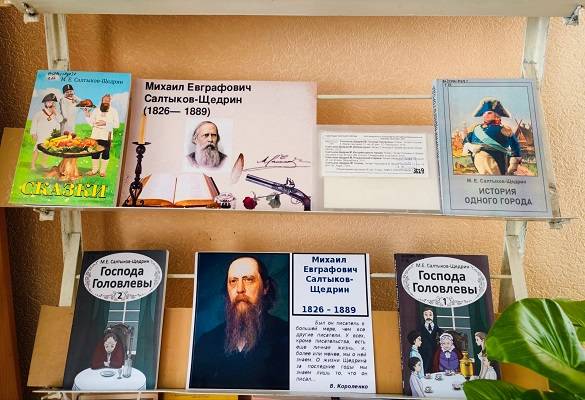 М. Е. Салтыков-Щедрин
СКАЗКИ
Михаил Евграфович
Салтыков-Щедрин
(1826— 1889)
М. Е. САЛТЫКОВ-ЩЕДРИН
ИСТОРИЯ
ОДНОГО ГОРОДА
М.Е. Салтыков-Щедрин
Господа
Головлевы
2
Михаил
Евграфович
Салтыков-
Щедрин
1826 - 1889
Был он писатель в
большей мере, чем все
другие писатели. У всех,
кроме писательства, есть
еще личная жизнь, и,
более или менее, мы о ней
знаем. О жизни Щедрина
за последние годы мы
знаем лишь то, что он
писал...
В. Короленко
М.Е. Салтыков-Щедрин
Господа
Головлевы
1